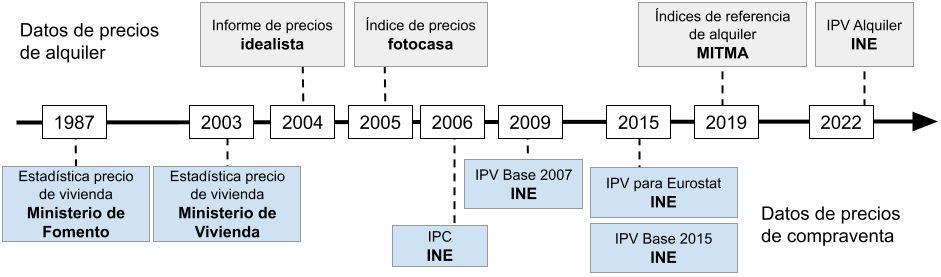 Datos de precios
de alquiler
Informe de precios
idealista
Índice de precios
fotocasa
Índices de referencia
de alquiler
MITMA
IPV Alquiler
INE
1987
2003
2004
2005
2006
2009
2015
2019
2022
Estadística precio
de vivienda
Ministerio de
Fomento
Estadística precio
de vivienda
Ministerio de
Vivienda
IPC
INE
IPV Base 2007
INE
IPV para Eurostat
INE
IPV Base 2015
INE
Datos de precios
de compraventa